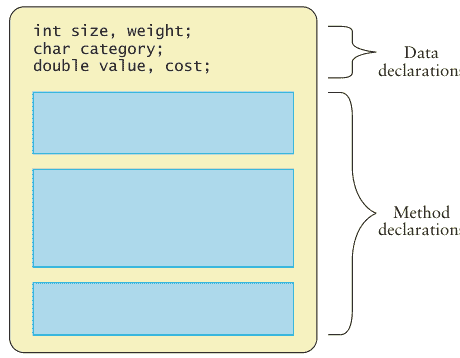 int size, weight;
char category;
double value, cost;
Data
declarations
Method
declarations